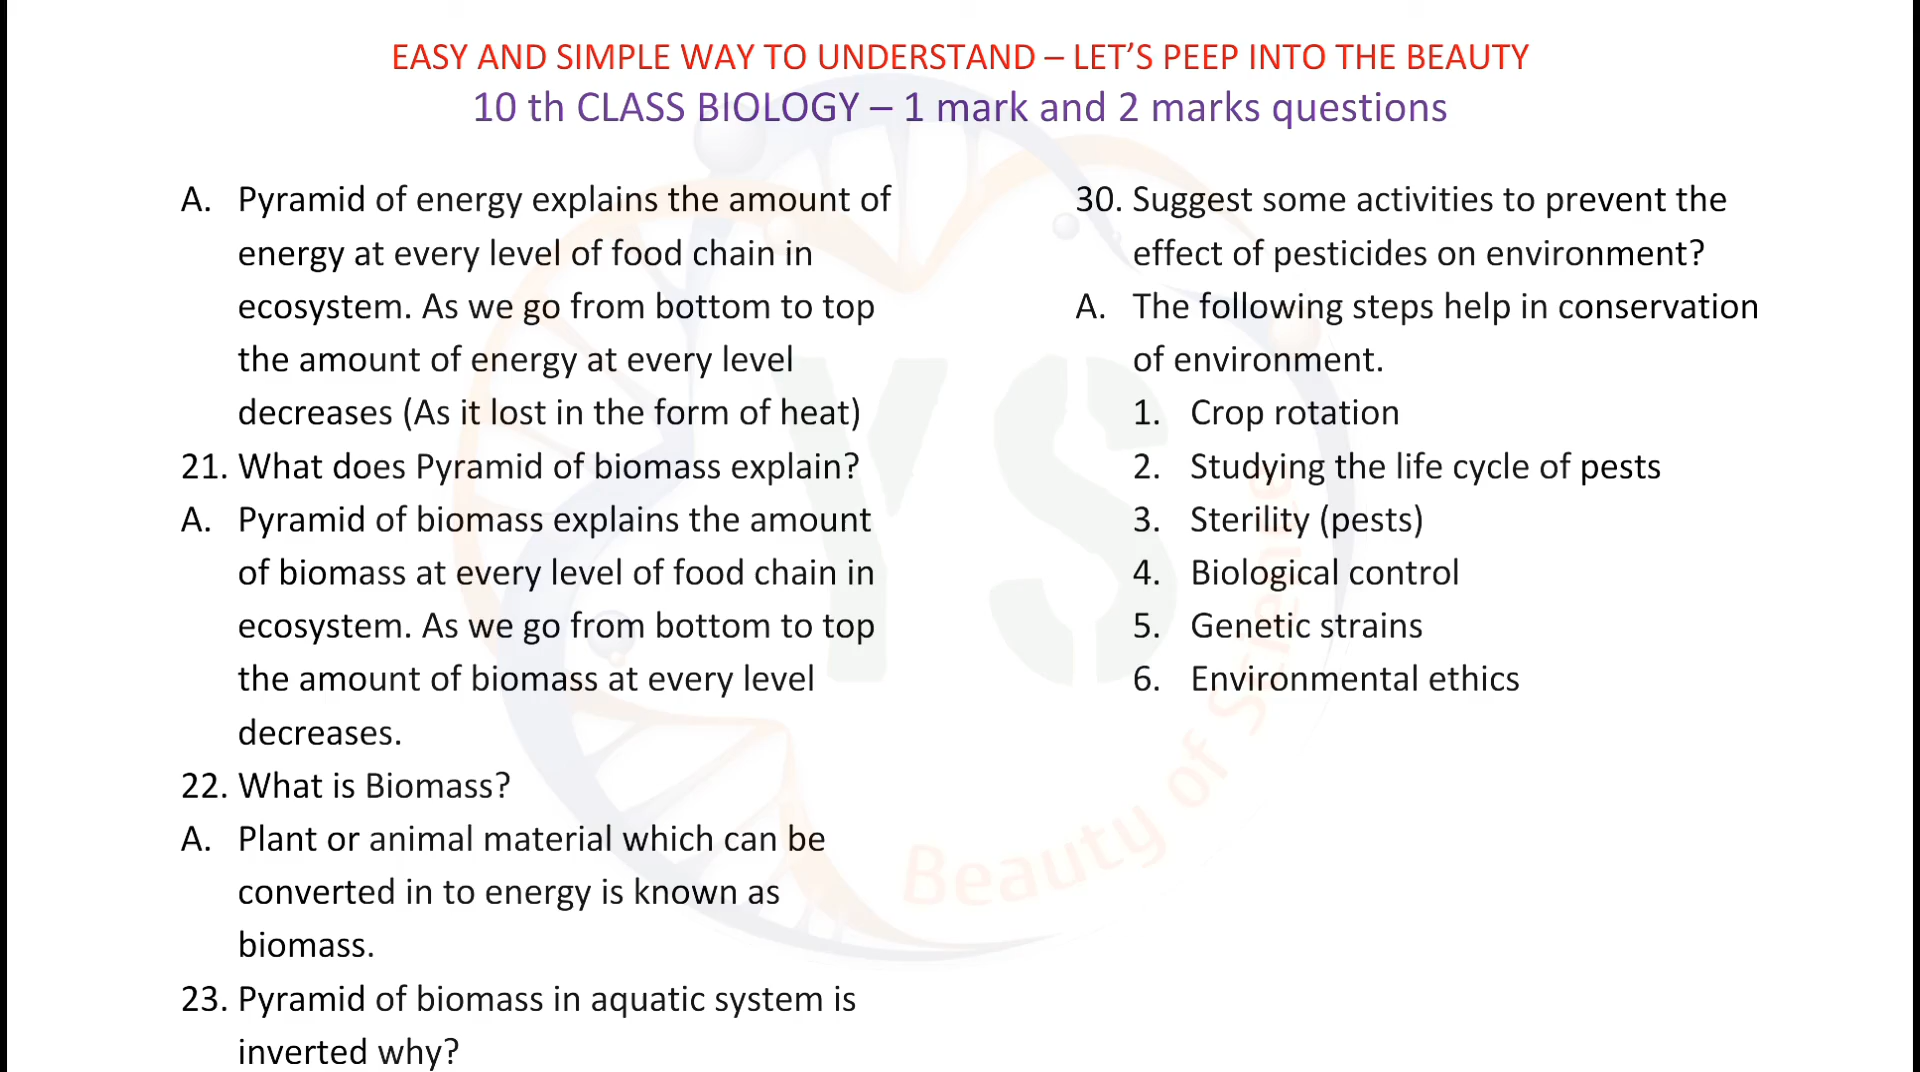 EASY AND SIMPLE WAY TO UNDERSTAND – LET’S PEEP INTO THE BEAUTY
10 th CLASS BIOLOGY – 1 mark and 2 marks questions
A. Pyramid of energy explains the amount of
energy at every level of food chain in
ecosystem. As we go from bottom to top
the amount of energy at every level
decreases (As it lost in the form of heat)
21. What does Pyramid of biomass explain?
A. Pyramid of biomass explains the amount
of biomass at every level of food chain in
ecosystem. As we go from bottom to top
the amount of biomass at every level
decreases.
22. What is Biomass?
A. Plant or animal material which can be
converted in to energy is known as
biomass.
23. Pyramid of biomass in aquatic system is
inverted why?
30. Suggest some activities to prevent the
effect of pesticides on environment?
A. The following steps help in conservation
of environment.
1. Crop rotation
2. Studying the life cycle of pests
3. Sterility (pests)
4. Biological control
5. Genetic strains
6. Environmental ethics
YS
Beauty of Science